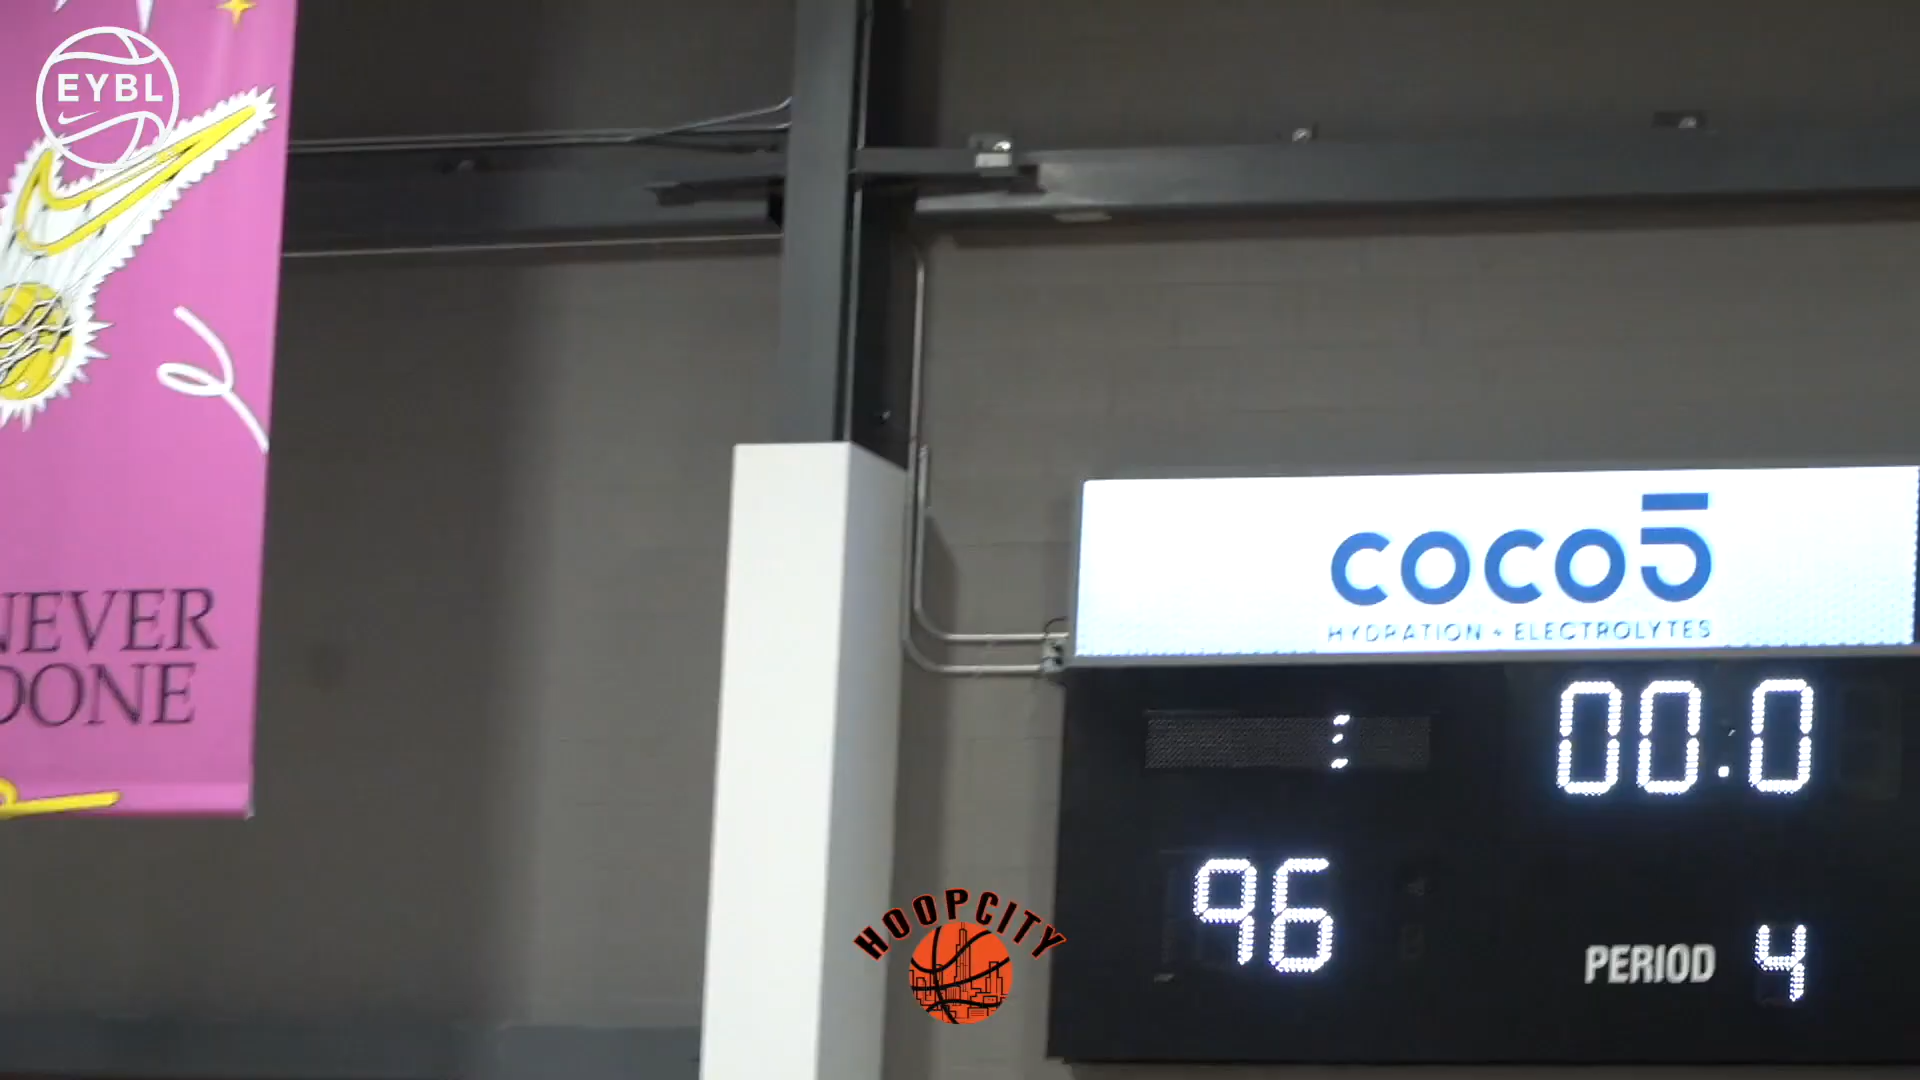 EYBL
NEVER
DONE
coco5
HYDRATION + ELECTROLYTES
00.0
96
PERIOD 4
HOOPCITY